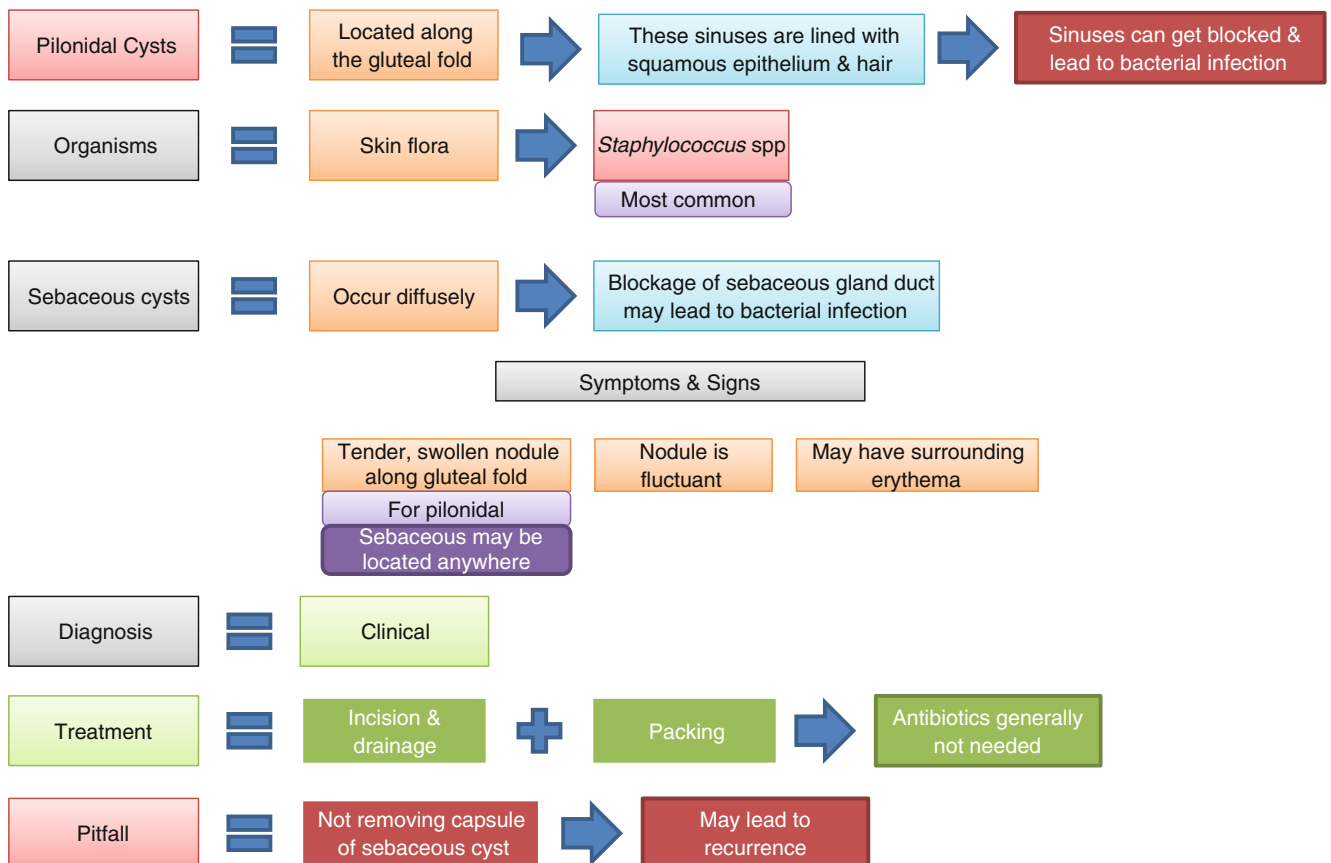 Pilonidal Cysts
Located along
the gluteal fold
These sinuses are lined with
squamous epithelium & hair
Sinuses can get blocked &
lead to bacterial infection
Organisms
Skin flora
Staphylococcus spp
Most common
Sebaceous cysts
Occur diffusely
Blockage of sebaceous gland duct
may lead to bacterial infection
Symptoms & Signs
Tender, swollen nodule
along gluteal fold
For pilonidal
Sebaceous may be
located anywhere
Nodule is
fluctuant
May have surrounding
erythema
Diagnosis
Clinical
Treatment
Incision &
drainage
Packing
Antibiotics generally
not needed
Pitfall
Not removing capsule
of sebaceous cyst
May lead to
recurrence